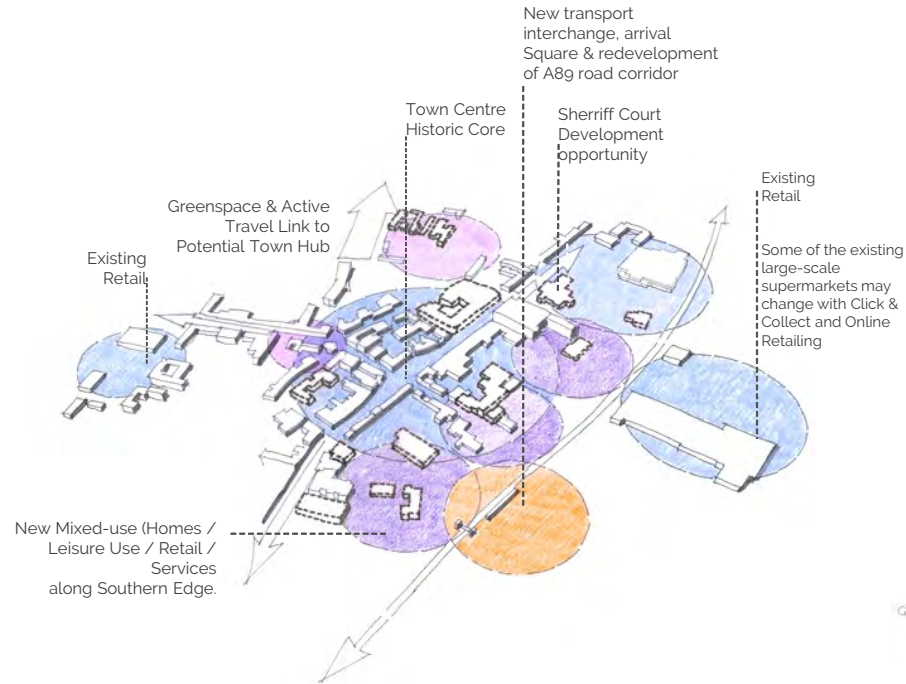 New transport
interchange, arrival
Square & redevelopment
of A89 road corridor
Town Centre
Historic Core
Sherriff Court
Development
opportunity
Existing
Retail
Some of the existing
large-scale
supermarkets may
change with Click &
Collect and Online
Retailing
Greenspace & Active
Travel Link to
Potential Town Hub
Existing
Retail
New Mixed-use (Homes /
Leisure Use / Retail /
Services
along Southern Edge.